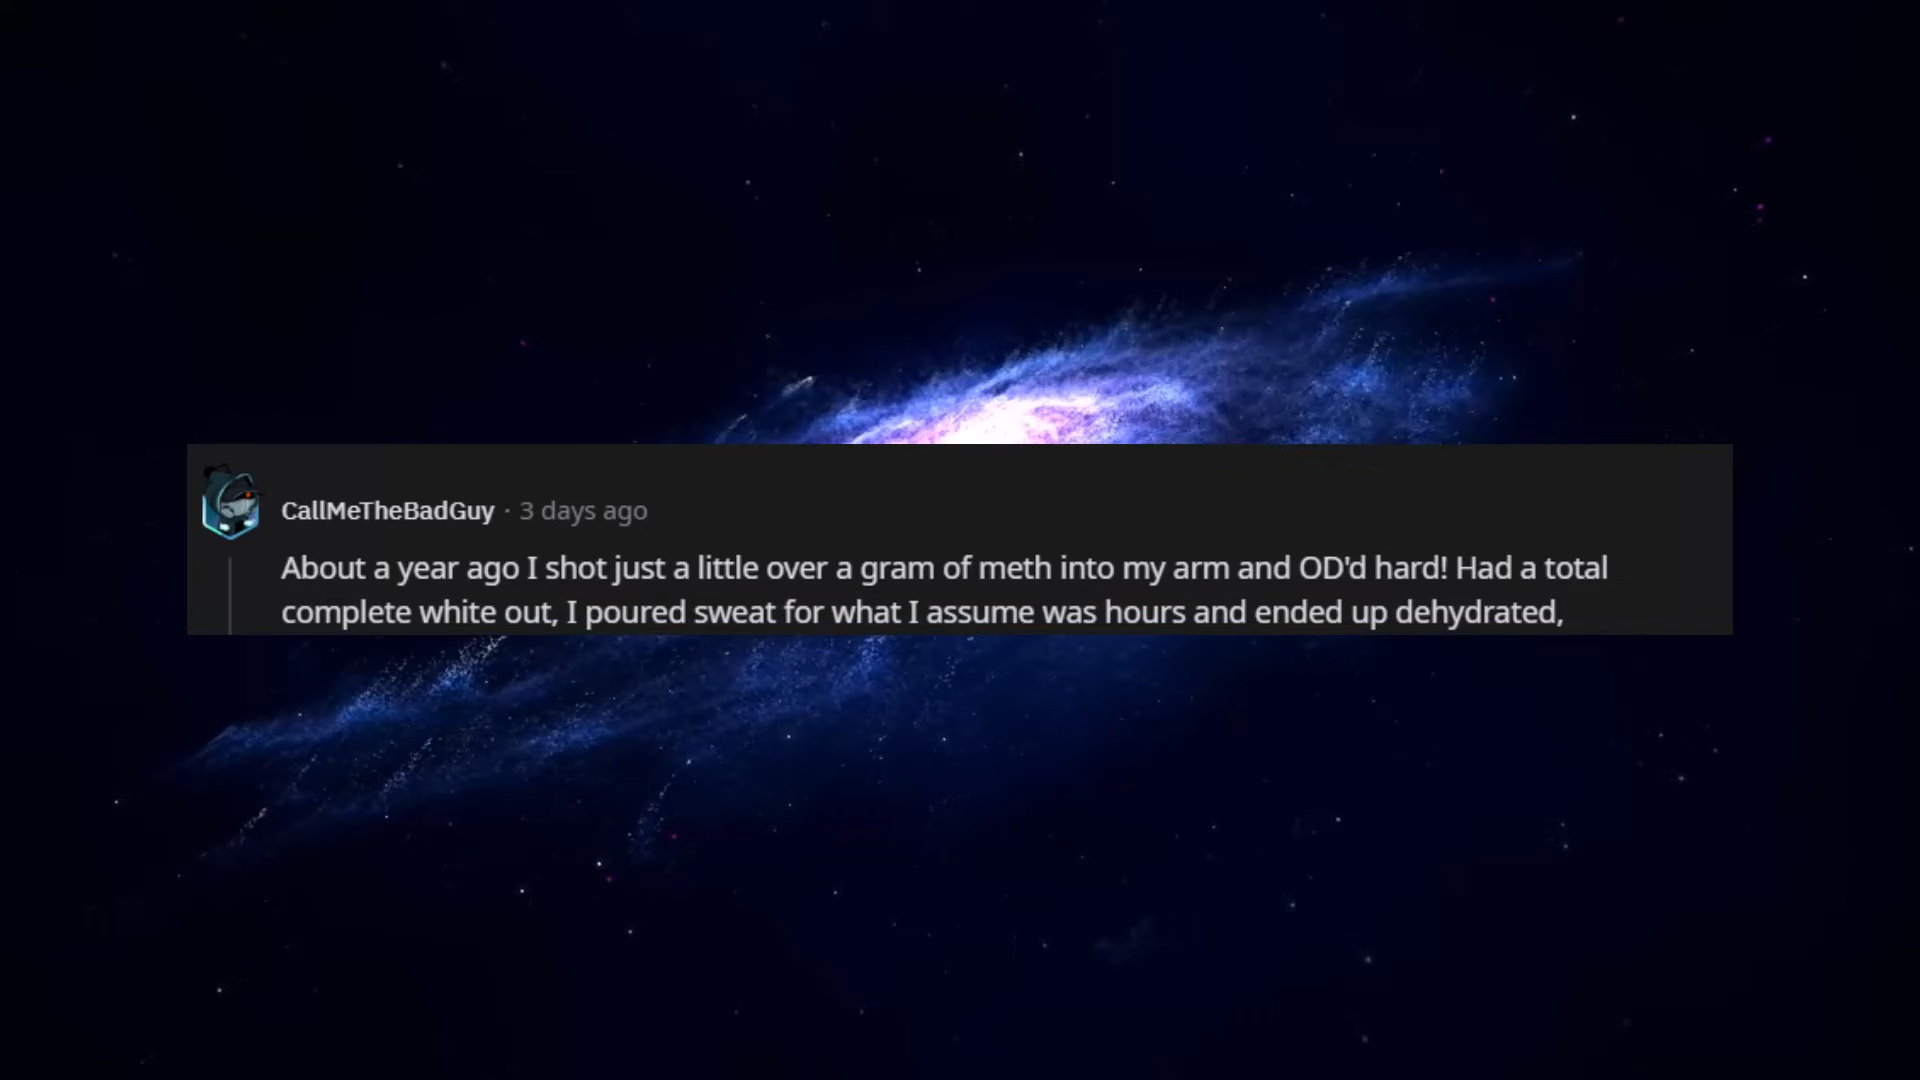 CallMeTheBadGuy · 3 days ago
About a year ago I shot just a little over a gram of meth into my arm and OD'd hard! Had a total
complete white out, I poured sweat for what I assume was hours and ended up dehydrated,